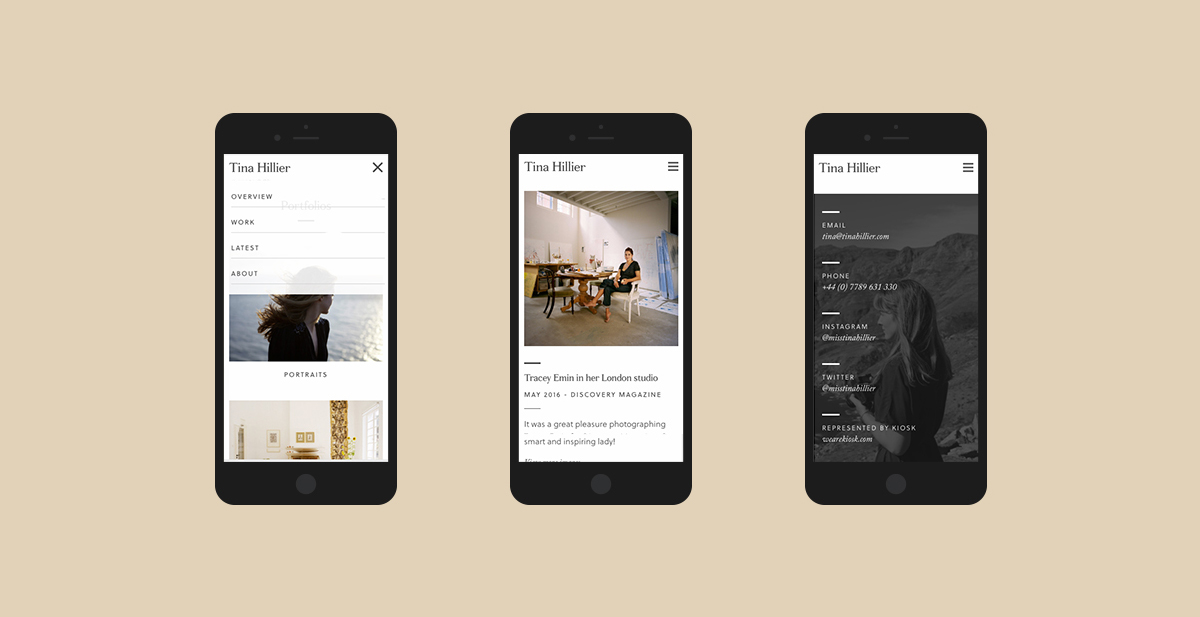 Tina Hillier
OVERVIEW
Portfolios
WORK
LATEST
ABOUT
PORTRAITS
Tina Hillier
Tracey Emin in her London studio
MAY 2016 - DISCOVERY MAGAZINE
It was a great pleasure photographing
smart and inspiring lady!
Tina Hillier
EMAIL
tina@tinahillier.com
PHONE
+44 (0) 7789 631 330
INSTAGRAM
@misstinahillier
TWITTER
@misstinahillier
REPRESENTED BY KIOSK
wearekiosk.com